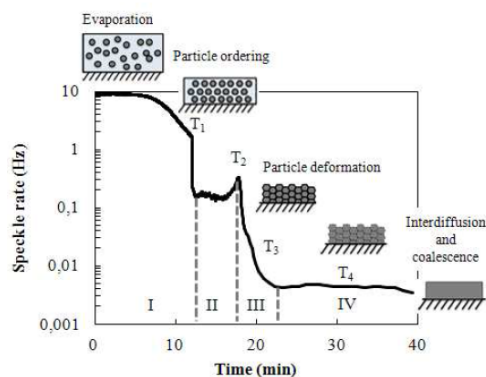 Evaporation
Particle ordering
10
T1
1
T2
Particle deformation
0,1
Interdiffusion
and
coalescence
T3
0,01
T4
0,001
I
II
III
IV
0
10
20
30
40
Speckle rate (Hz)
Time (min)